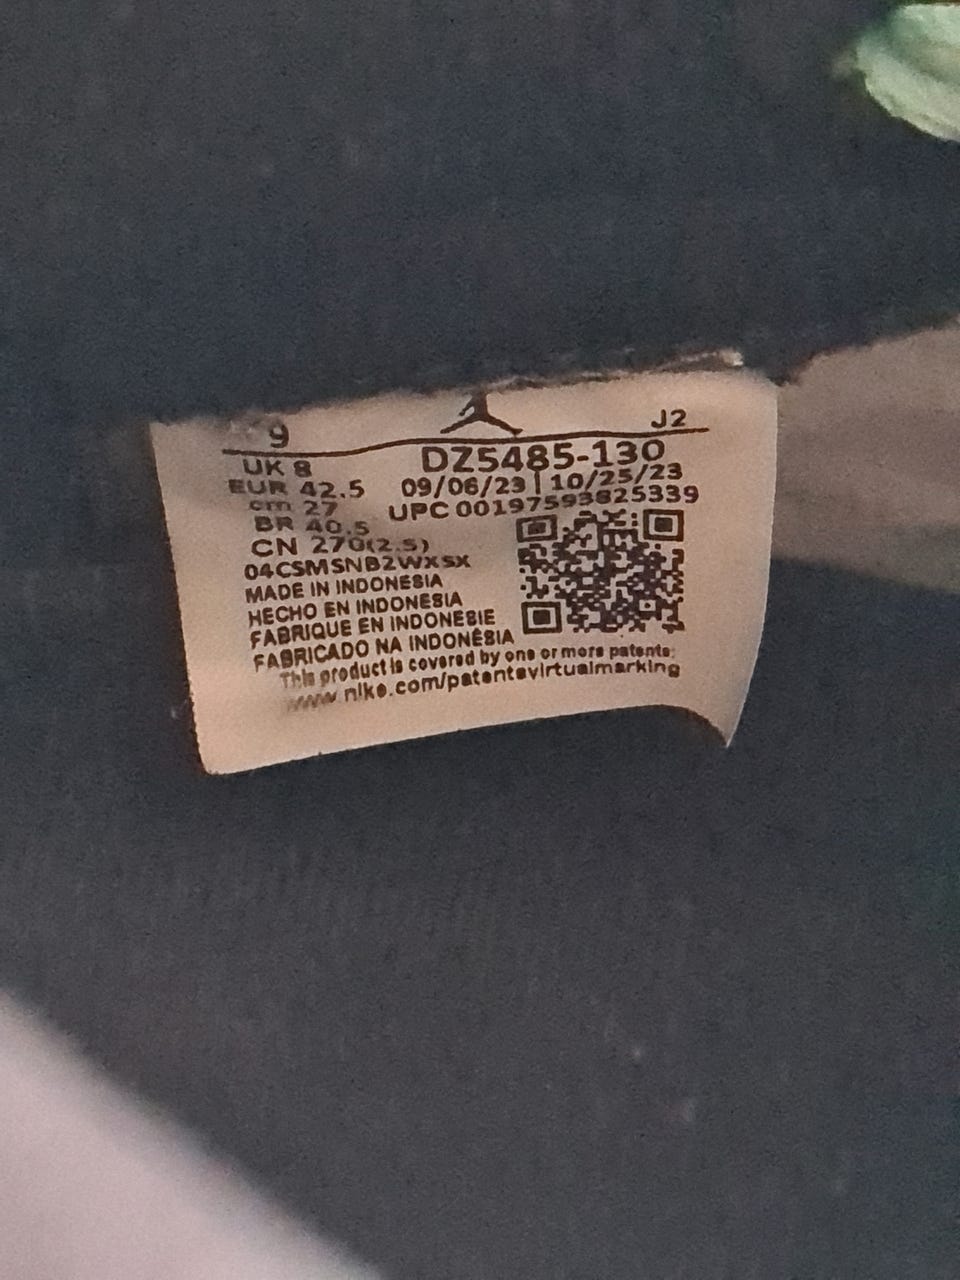 9
J2
UK 8
DZ5485-130
EUR 42.5
09/06/23 | 10/25/23
cm 27
UPC 00197593825339
BR 40.5
CN 270(2.5)
04CSMSNB2WXSX
MADE IN INDONESIA
HECHO EN INDONESIA
FABRIQUE EN INDONESIE
FABRICADO NA INDONÉSIA
This product is covered by one or more patents;
www.nike.com/patentsvirtualmarking